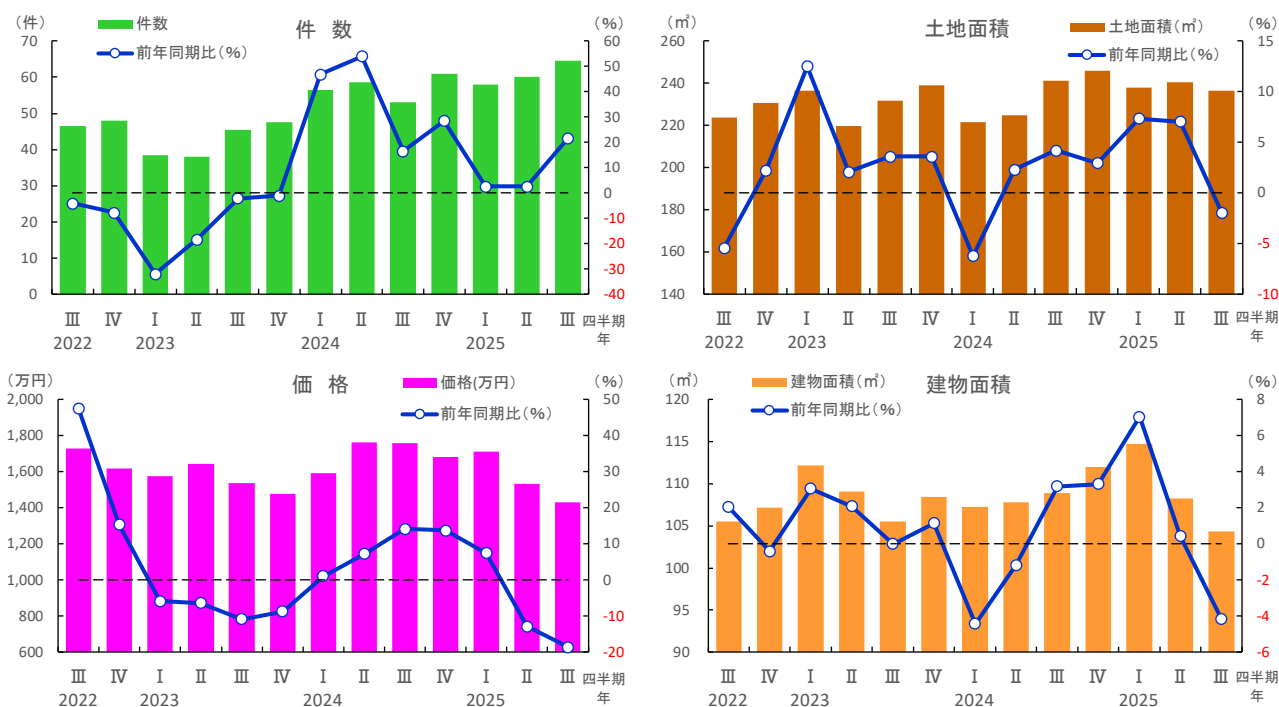 （件） 件数 件 数 （％）
前年同期比（％）
70 60
60 50
50 40
40 30
30 20
20 10
10 0
0 -10
-20
-30
-40
Ⅲ Ⅳ Ⅰ Ⅱ Ⅲ Ⅳ Ⅰ Ⅱ Ⅲ Ⅳ Ⅰ Ⅱ Ⅲ 四半期
2022 2023 2024 2025 年
（㎡） 土地面積 土地面積（㎡） （％）
前年同期比（％）
260 15
240 10
220 5
200 0
180 -5
160 -10
140
Ⅲ Ⅳ Ⅰ Ⅱ Ⅲ Ⅳ Ⅰ Ⅱ Ⅲ Ⅳ Ⅰ Ⅱ Ⅲ 四半期
2022 2023 2024 2025 年
（万円） 価 格 価格(万円) （％）
前年同期比（％）
2,000 50
1,800 40
1,600 30
1,400 20
1,200 10
1,000 0
800 -10
600 -20
Ⅲ Ⅳ Ⅰ Ⅱ Ⅲ Ⅳ Ⅰ Ⅱ Ⅲ Ⅳ Ⅰ Ⅱ Ⅲ 四半期
2022 2023 2024 2025 年
（㎡） 建物面積（㎡） 建物面積 （％）
前年同期比（％）
120 8
115 6
110 4
105 2
100 0
95 -2
90 -4
-6
Ⅲ Ⅳ Ⅰ Ⅱ Ⅲ Ⅳ Ⅰ Ⅱ Ⅲ Ⅳ Ⅰ Ⅱ Ⅲ 四半期
2022 2023 2024 2025 年